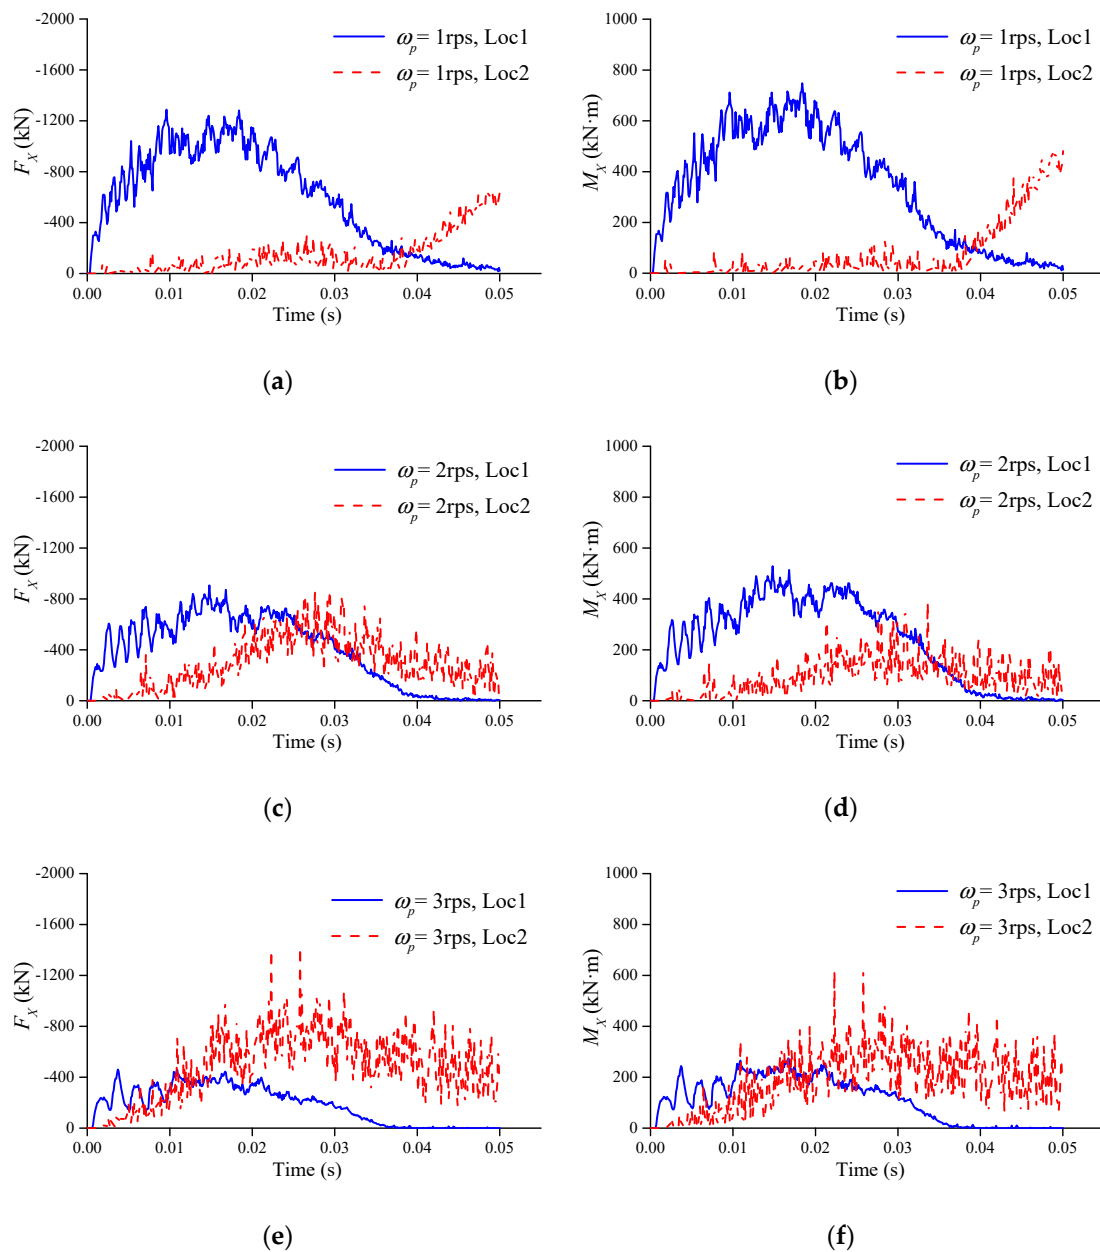 -2000
-1600
-1200
-800
-400
0
F_X (kN)
ω_p = 1rps, Loc1
ω_p = 1rps, Loc2
0.00 0.01 0.02 0.03 0.04 0.05
Time (s)
(a)
1000
800
600
400
200
0
M_X (kN·m)
ω_p = 1rps, Loc1
ω_p = 1rps, Loc2
0.00 0.01 0.02 0.03 0.04 0.05
Time (s)
(b)
-2000
-1600
-1200
-800
-400
0
F_X (kN)
ω_p = 2rps, Loc1
ω_p = 2rps, Loc2
0.00 0.01 0.02 0.03 0.04 0.05
Time (s)
(c)
1000
800
600
400
200
0
M_X (kN·m)
ω_p = 2rps, Loc1
ω_p = 2rps, Loc2
0.00 0.01 0.02 0.03 0.04 0.05
Time (s)
(d)
-2000
-1600
-1200
-800
-400
0
F_X (kN)
ω_p = 3rps, Loc1
ω_p = 3rps, Loc2
0.00 0.01 0.02 0.03 0.04 0.05
Time (s)
(e)
1000
800
600
400
200
0
M_X (kN·m)
ω_p = 3rps, Loc1
ω_p = 3rps, Loc2
0.00 0.01 0.02 0.03 0.04 0.05
Time (s)
(f)